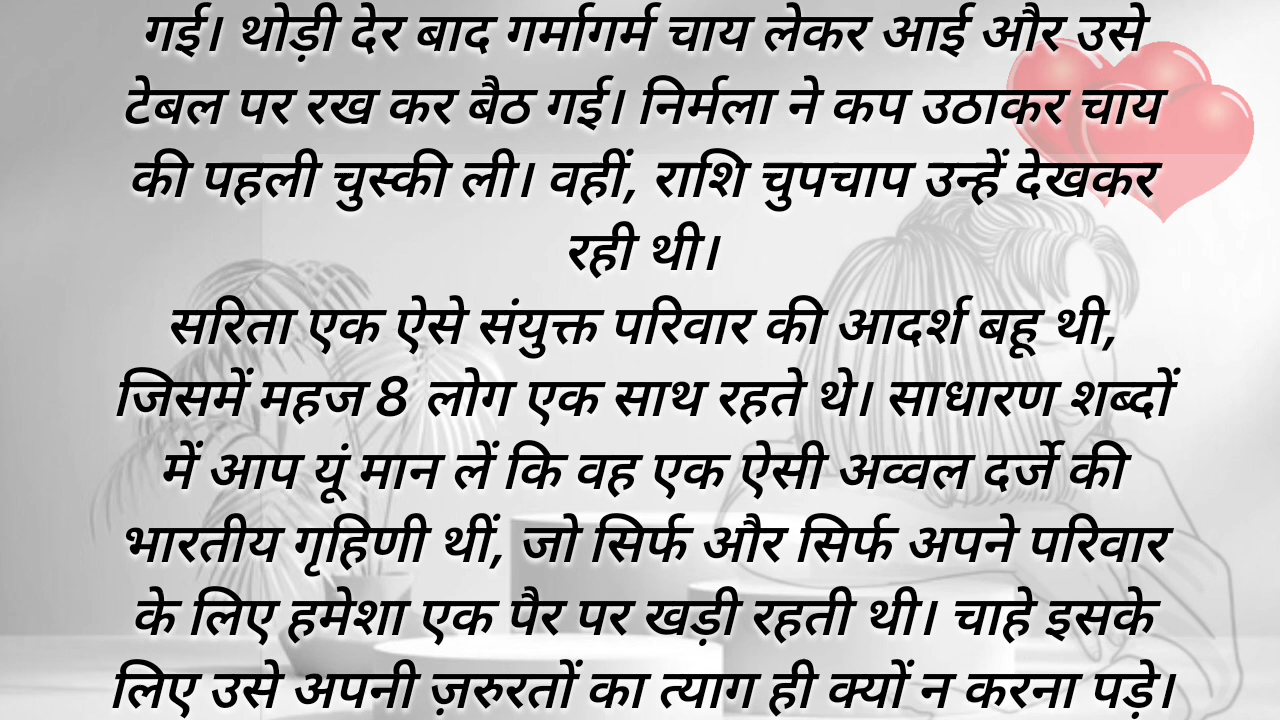 गई। थोड़ी देर बाद गर्मागर्म चाय लेकर आई और उसे
टेबल पर रख कर बैठ गई। निर्मला ने कप उठाकर चाय
की पहली चुस्की ली। वहीं, राशि चुपचाप उन्हें देखकर
रही थी।
सरिता एक ऐसे संयुक्त परिवार की आदर्श बहू थी,
जिसमें महज 8 लोग एक साथ रहते थे। साधारण शब्दों
में आप यूं मान लें कि वह एक ऐसी अव्वल दर्जे की
भारतीय गृहिणी थीं, जो सिर्फ और सिर्फ अपने परिवार
के लिए हमेशा एक पैर पर खड़ी रहती थी। चाहे इसके
लिए उसे अपनी ज़रुरतों का त्याग ही क्यों न करना पड़े।